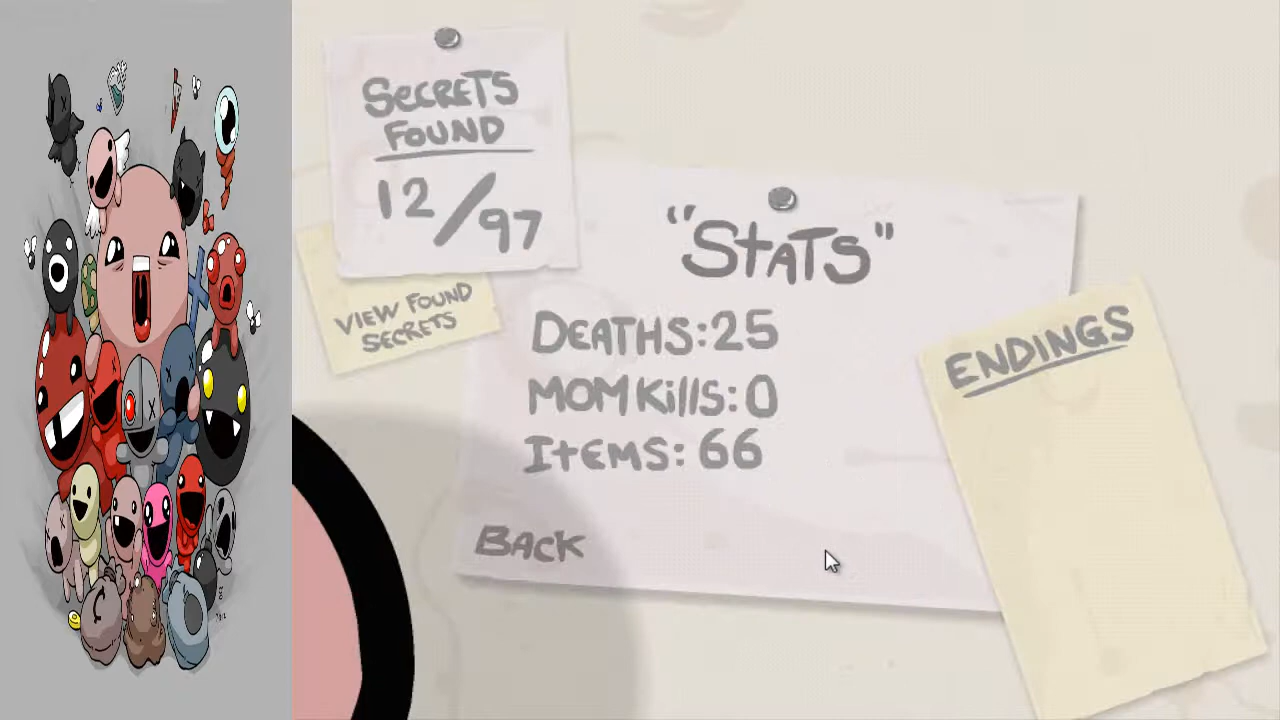 SECRETS
FOUND
12/97
VIEW FOUND
SECRETS
"STATS"
DEATHS:25
MOM Kills:0
ITEMS: 66
BACK
ENDINGS